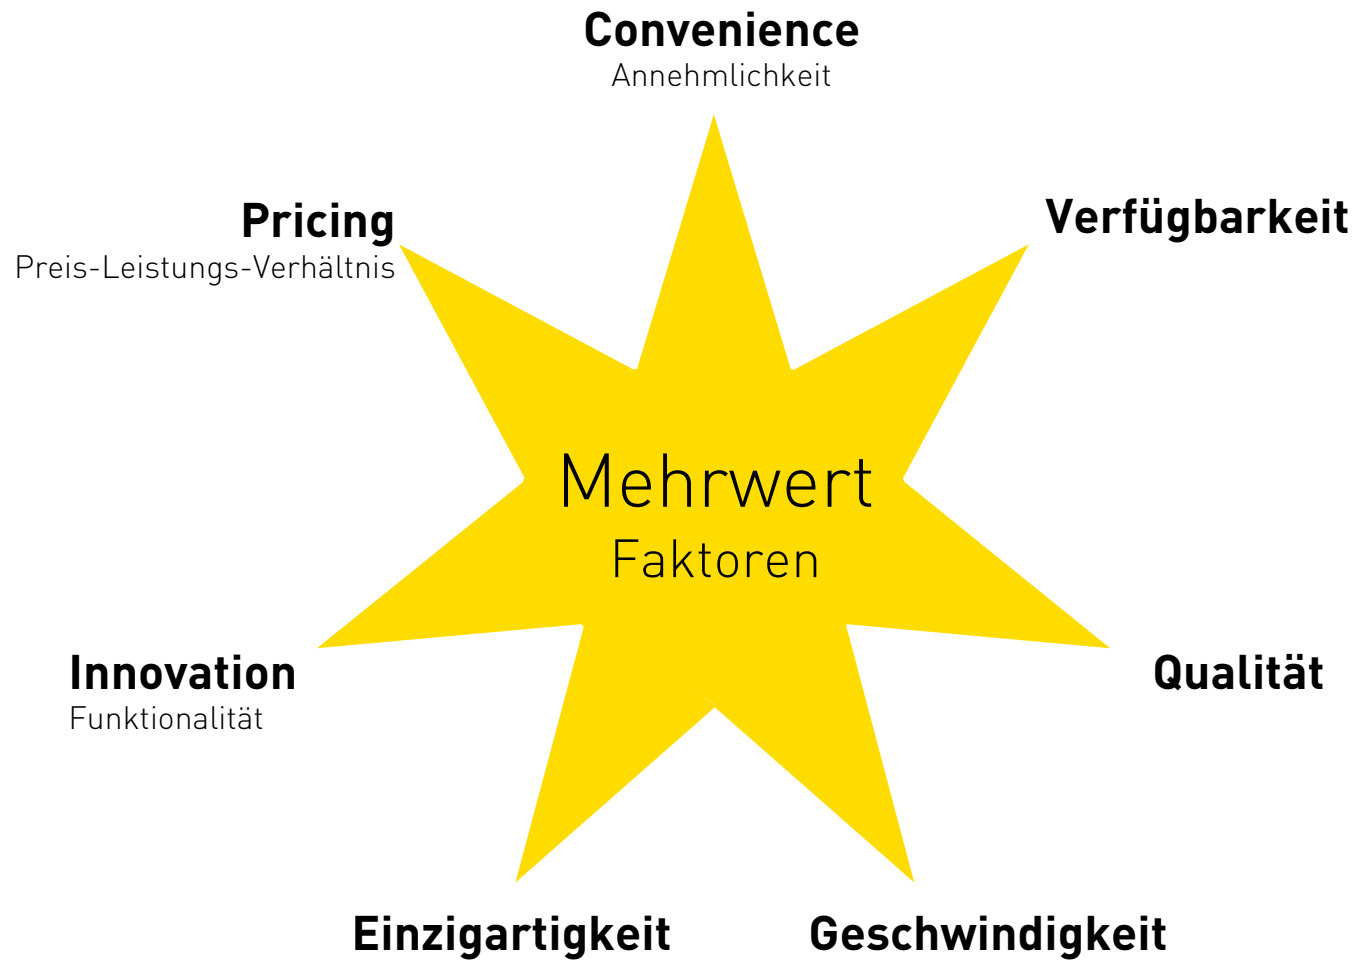 Convenience
Annehmlichkeit
Pricing
Preis-Leistungs-Verhältnis
Verfügbarkeit
Mehrwert
Faktoren
Innovation
Funktionalität
Qualität
Einzigartigkeit
Geschwindigkeit